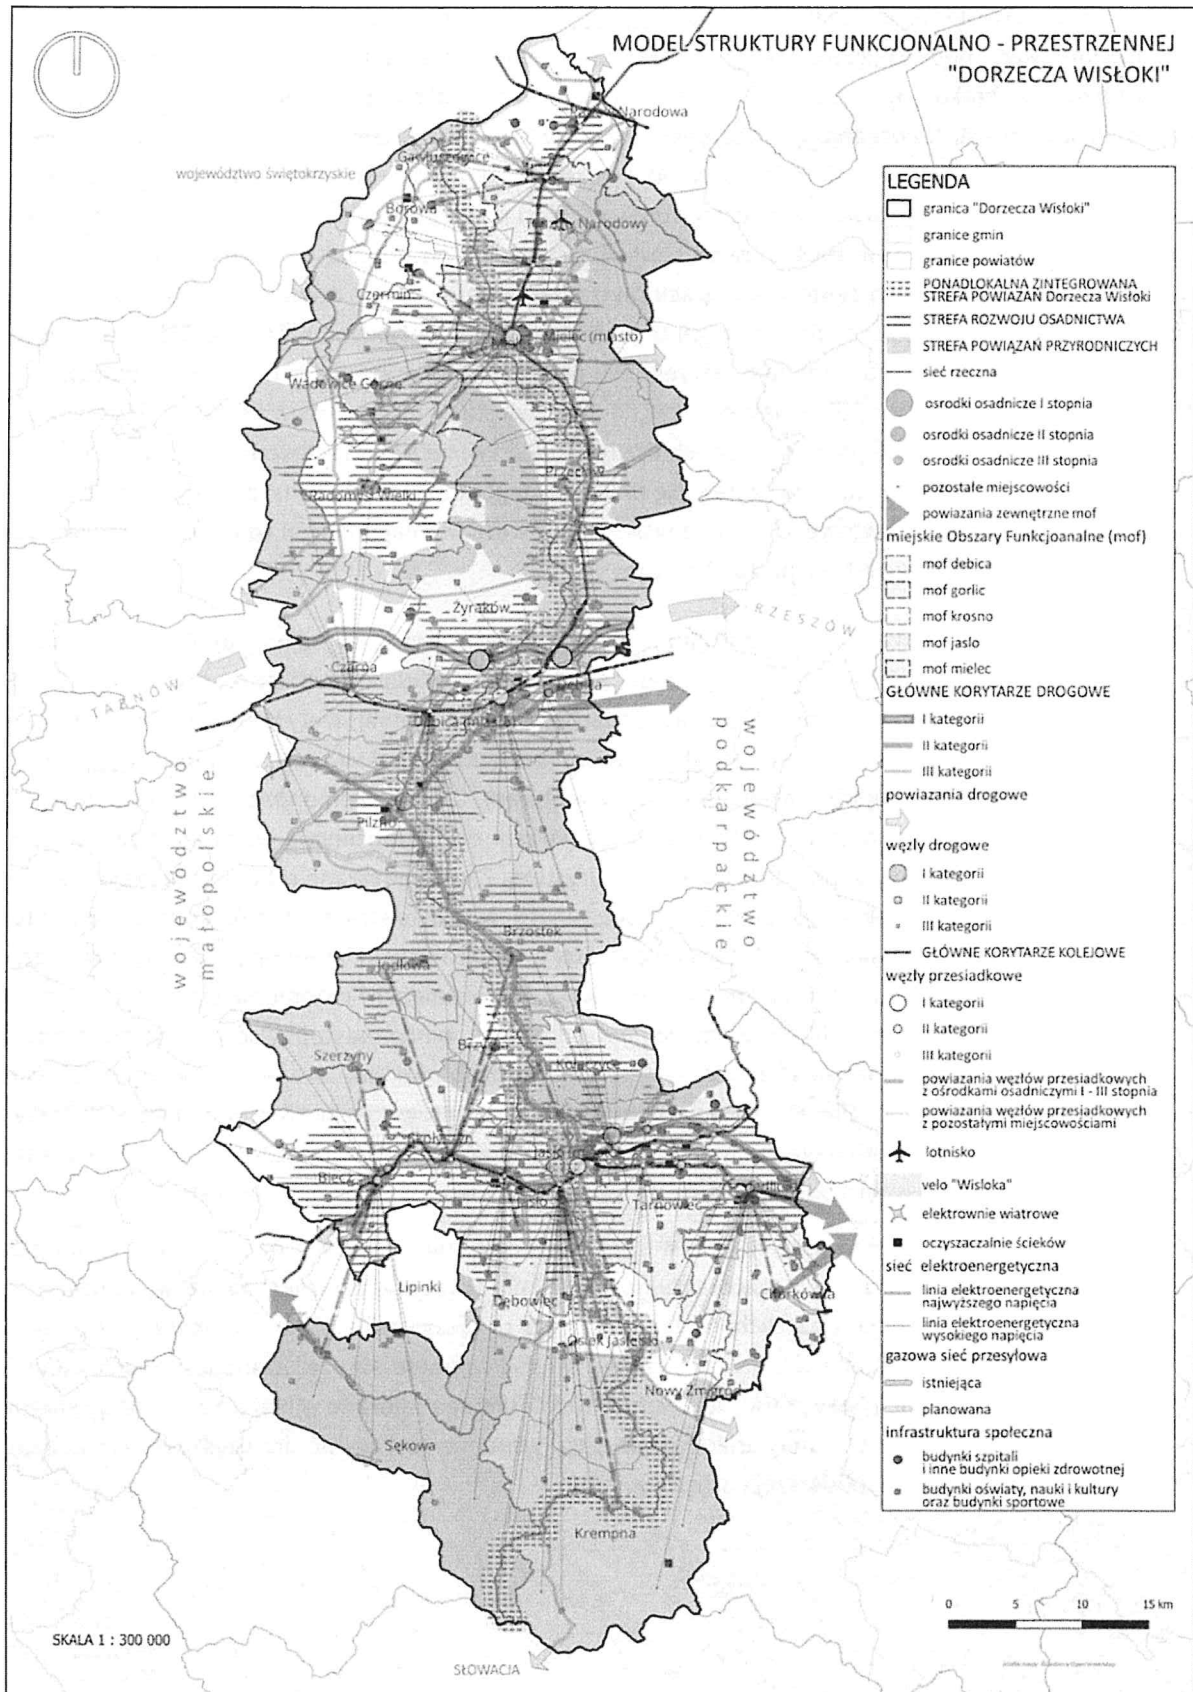 MODEL STRUKTURY FUNKCJONALNO - PRZESTRZENNEJ
"DORZECZA WISŁOKI"
Narodowa
Gawłuszowice
województwo świętokrzyskie
Borowa
Tuszów Narodowy
Czermin
Mielec (miasto)
Wadowice Górne
Przecław
Radomyśl Wielki
Żyraków
RZESZÓW
Czarna
Dębica
TARNÓW
Dębica (miasto)
województwo
małopolskie
województwo
podkarpackie
Pilzno
Brzostek
Jodłowa
Brzyska
Szerzyny
Kołaczyce
Skołyszyn
Jasło
Biecz
Jasło
Tarnowiec
Lipinki
Dębowiec
Chorkówka
Osiek Jasielski
Nowy Żmigród
Sękowa
Krempna
SŁOWACJA
SKALA 1 : 300 000
LEGENDA
granica "Dorzecza Wisłoki"
granice gmin
granice powiatów
PONADLOKALNA ZINTEGROWANA
STREFA POWIĄZAŃ Dorzecza Wisłoki
STREFA ROZWOJU OSADNICTWA
STREFA POWIĄZAŃ PRZYRODNICZYCH
sieć rzeczna
osrodki osadnicze I stopnia
osrodki osadnicze II stopnia
osrodki osadnicze III stopnia
pozostałe miejscowości
powiazania zewnętrzne mof
miejskie Obszary Funkcjoanalne (mof)
mof debica
mof gorlic
mof krosno
mof jaslo
mof mielec
GŁÓWNE KORYTARZE DROGOWE
I kategorii
II kategorii
III kategorii
powiazania drogowe
węzły drogowe
I kategorii
II kategorii
III kategorii
GŁÓWNE KORYTARZE KOLEJOWE
węzły przesiadkowe
I kategorii
II kategorii
III kategorii
powiazania węzłów przesiadkowych
z ośrodkami osadniczymi I - III stopnia
powiazania węzłów przesiadkowych
z pozostałymi miejscowościami
lotnisko
velo "Wisłoka"
elektrownie wiatrowe
oczyszaczalnie ścieków
sieć elektroenergetyczna
linia elektroenergetyczna
najwyższego napięcia
linia elektroenergetyczna
wysokiego napięcia
gazowa sieć przesyłowa
istniejąca
planowana
infrastruktura społeczna
budynki szpitali
i inne budynki opieki zdrowotnej
budynki oświaty, nauki i kultury
oraz budynki sportowe
0 5 10 15 km